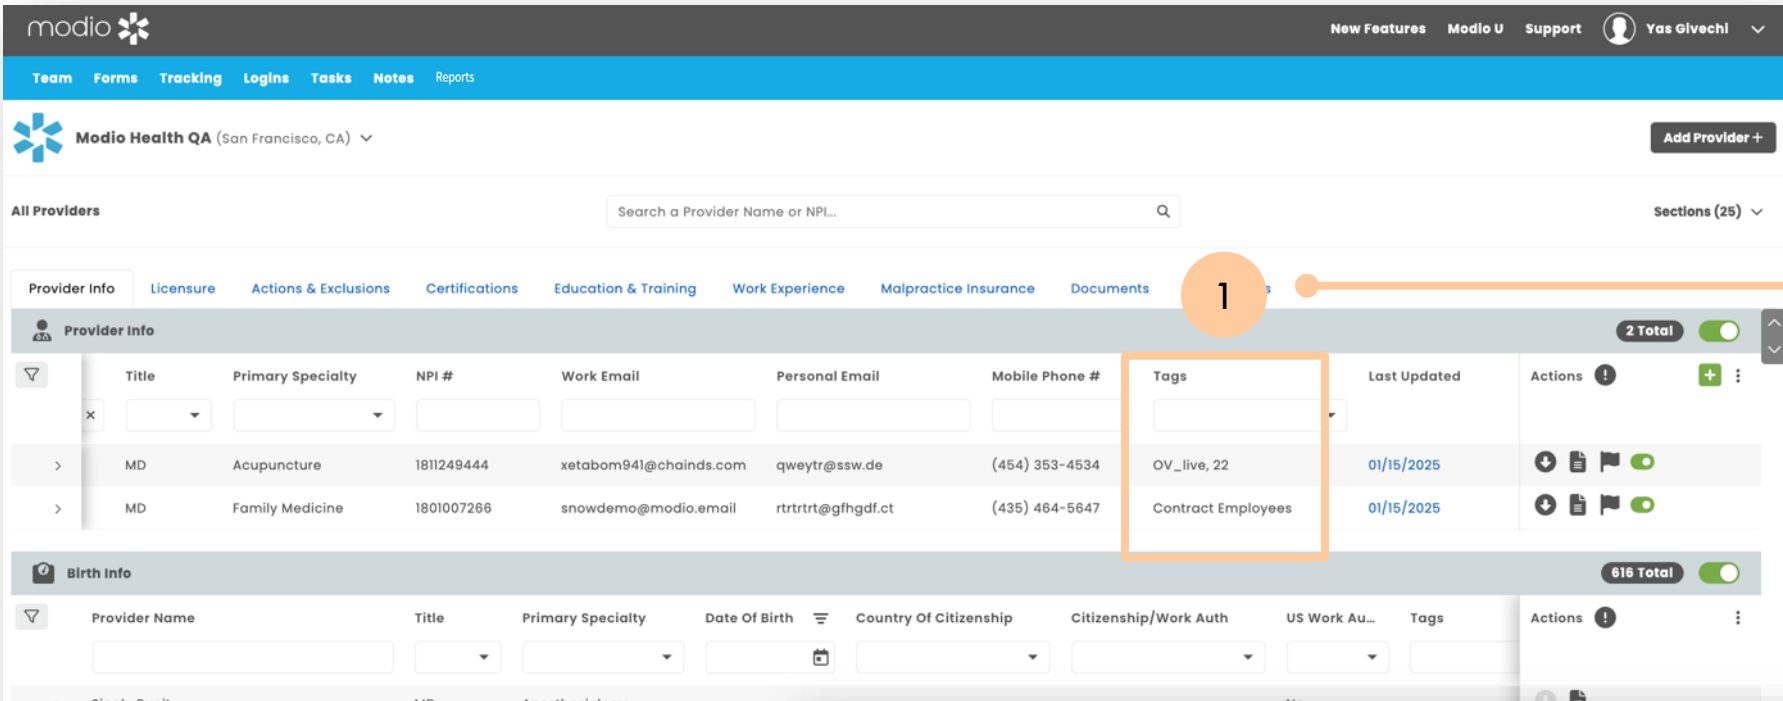 modio
New Features Modio U Support Yas Givechi
Team Forms Tracking Logins Tasks Notes Reports
Modio Health QA (San Francisco, CA)
Add Provider+
All Providers
Search a Provider Name or NPI...
Sections (25)
1
Provider Info Licensure Actions & Exclusions Certifications Education & Training Work Experience Malpractice Insurance Documents
Provider Info 2 Total
Title Primary Specialty NPI # Work Email Personal Email Mobile Phone # Tags Last Updated Actions
MD Acupuncture 1811249444 xetabom941@chainds.com qweytr@ssw.de (454) 353-4534 OV_live, 22 01/15/2025
MD Family Medicine 1801007266 snowdemo@modio.email rtrtrtrt@gfhgdf.ct (435) 464-5647 Contract Employees 01/15/2025
Birth Info 616 Total
Provider Name Title Primary Specialty Date Of Birth Country Of Citizenship Citizenship/Work Auth US Work Au... Tags Actions